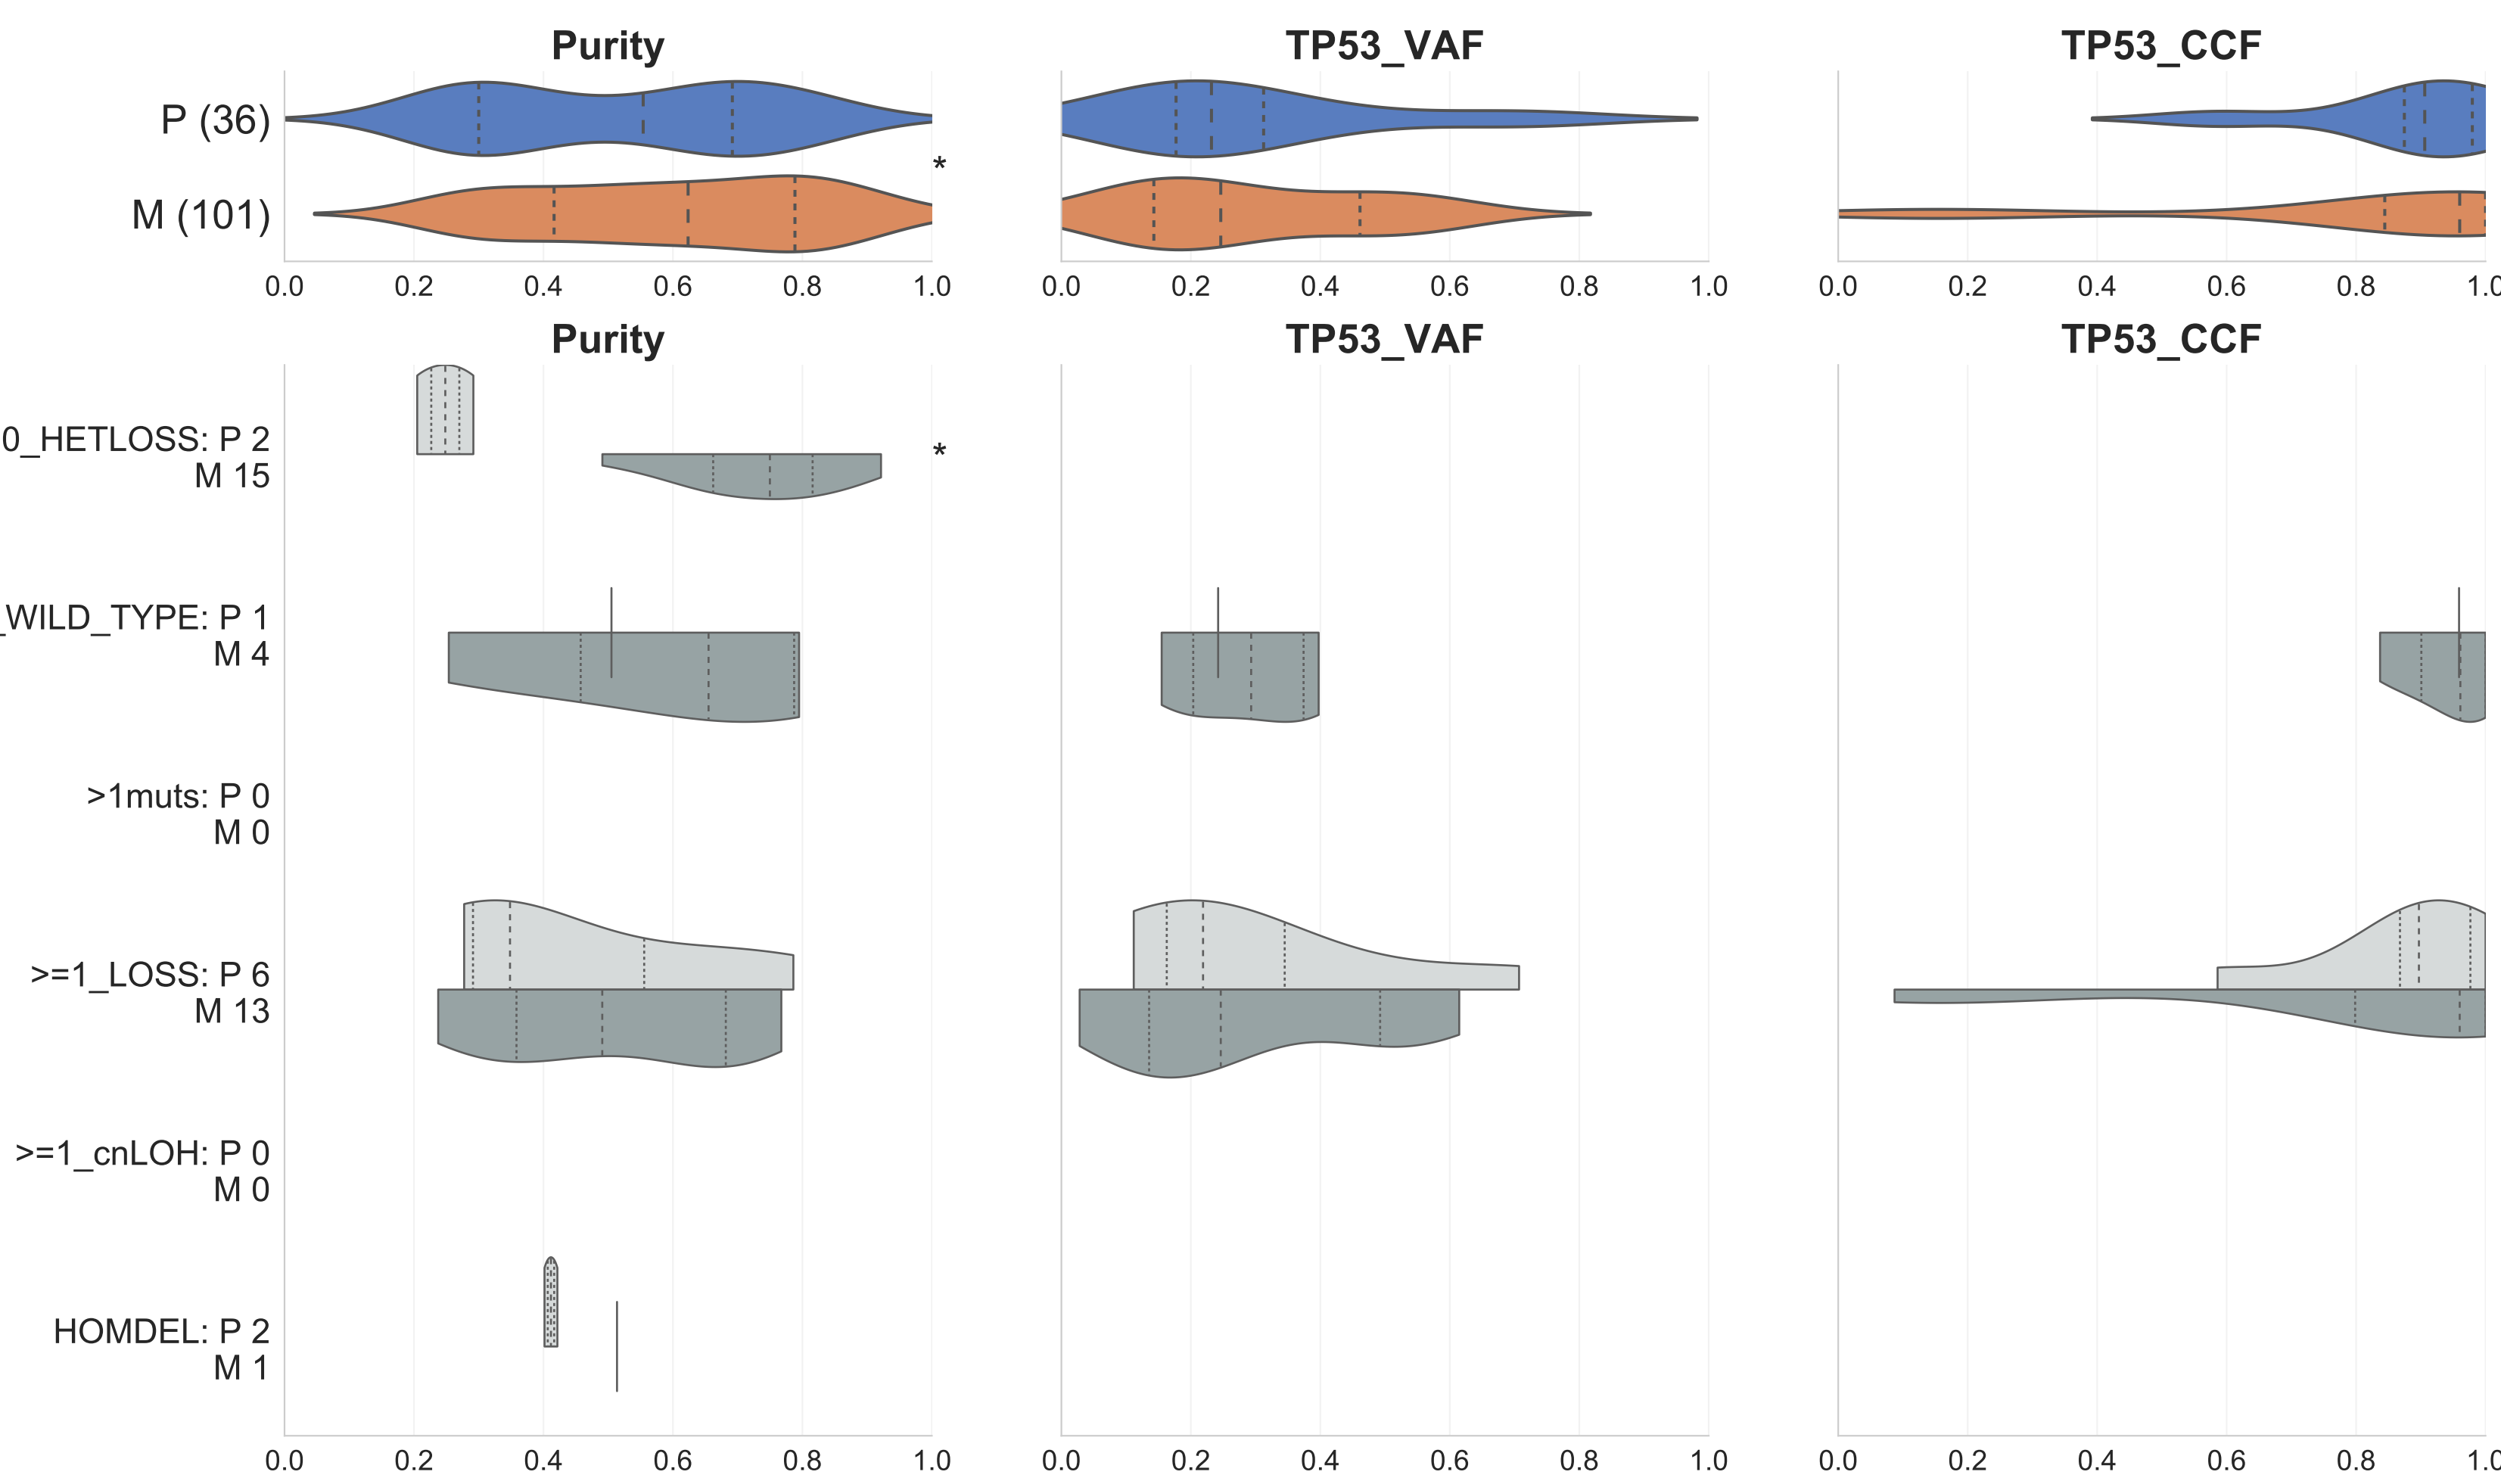 Purity TP53_VAF TP53_CCF
P (36)
*
M (101)
0.0 0.2 0.4 0.6 0.8 1.0 0.0 0.2 0.4 0.6 0.8 1.0 0.0 0.2 0.4 0.6 0.8 1.0
Purity TP53_VAF TP53_CCF
0_HETLOSS: P 2
*
M 15
_WILD_TYPE: P 1
M 4
>1muts: P 0
M 0
>=1_LOSS: P 6
M 13
>=1_cnLOH: P 0
M 0
HOMDEL: P 2
M 1
0.0 0.2 0.4 0.6 0.8 1.0 0.0 0.2 0.4 0.6 0.8 1.0 0.0 0.2 0.4 0.6 0.8 1.0